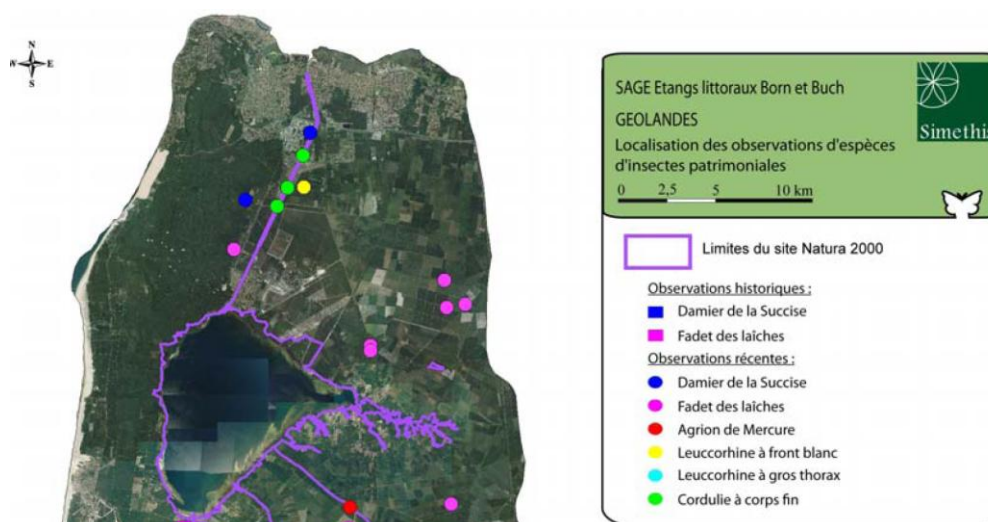 N
W E
S
SAGE Etangs littoraux Born et Buch
GEOLANDES
Localisation des observations d'espèces
d'insectes patrimoniales
Simethis
0 2,5 5 10 km
Limites du site Natura 2000
Observations historiques :
Damier de la Succise
Fadet des laîches
Observations récentes :
Damier de la Succise
Fadet des laîches
Agrion de Mercure
Leuccorhine à front blanc
Leuccorhine à gros thorax
Cordulie à corps fin